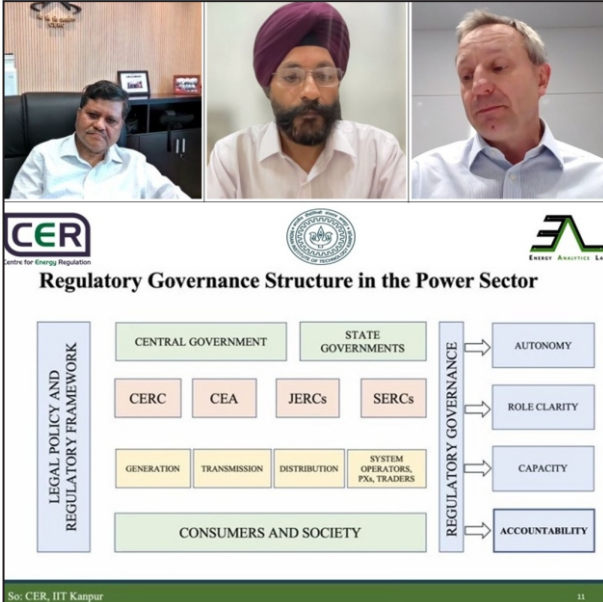 CER
Centre for Energy Regulation
ENERGY ANALYTICS LA
Regulatory Governance Structure in the Power Sector
LEGAL POLICY AND
REGULATORY FRAMEWORK
CENTRAL GOVERNMENT
STATE
GOVERNMENTS
CERC
CEA
JERCs
SERCs
GENERATION
TRANSMISSION
DISTRIBUTION
SYSTEM
OPERATORS,
PXs, TRADERS
CONSUMERS AND SOCIETY
REGULATORY GOVERNANCE
AUTONOMY
ROLE CLARITY
CAPACITY
ACCOUNTABILITY
So: CER, IIT Kanpur
11